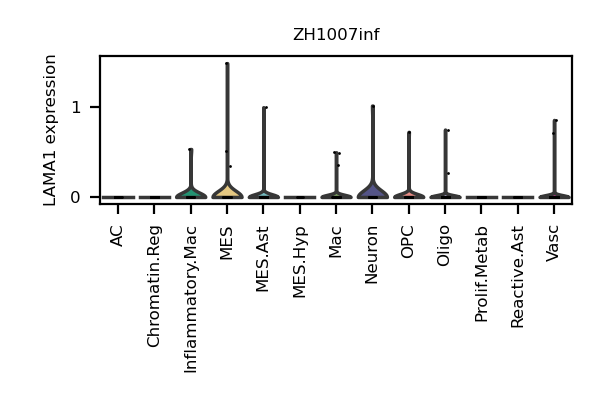 ZH1007inf
LAMA1 expression
1
0
AC
Chromatin.Reg
Inflammatory.Mac
MES
MES.Ast
MES.Hyp
Mac
Neuron
OPC
Oligo
Prolif.Metab
Reactive.Ast
Vasc